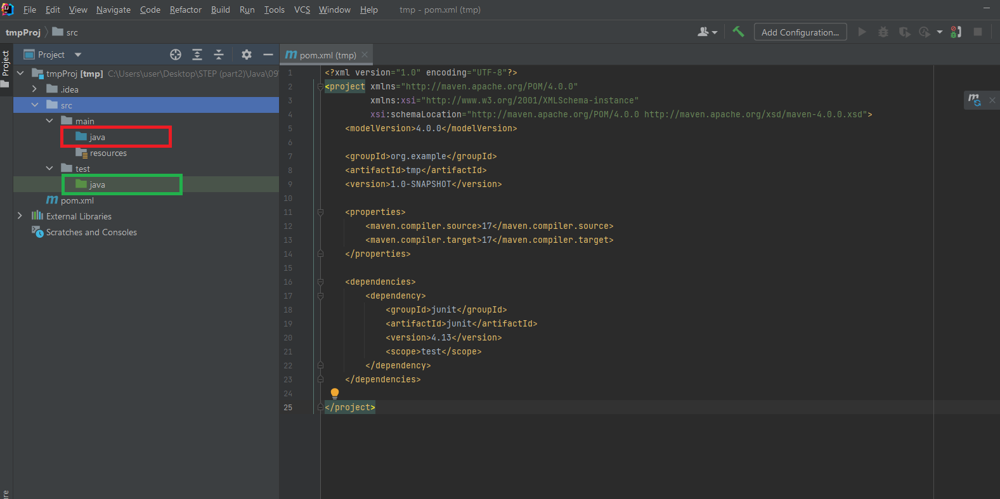 File Edit View Navigate Code Refactor Build Run Tools VCS Window Help tmp - pom.xml (tmp)
tmpProj src Add Configuration...
Project
Project
pom.xml (tmp)
tmpProj [tmp] C:\Users\user\Desktop\STEP (part2)\Java\09
.idea
src
main
java
resources
test
java
pom.xml
External Libraries
Scratches and Consoles
1 <?xml version="1.0" encoding="UTF-8"?>
2 <project xmlns="http://maven.apache.org/POM/4.0.0"
3 xmlns:xsi="http://www.w3.org/2001/XMLSchema-instance"
4 xsi:schemaLocation="http://maven.apache.org/POM/4.0.0 http://maven.apache.org/xsd/maven-4.0.0.xsd">
5 <modelVersion>4.0.0</modelVersion>
6
7 <groupId>org.example</groupId>
8 <artifactId>tmp</artifactId>
9 <version>1.0-SNAPSHOT</version>
10
11 <properties>
12 <maven.compiler.source>17</maven.compiler.source>
13 <maven.compiler.target>17</maven.compiler.target>
14 </properties>
15
16 <dependencies>
17 <dependency>
18 <groupId>junit</groupId>
19 <artifactId>junit</artifactId>
20 <version>4.13</version>
21 <scope>test</scope>
22 </dependency>
23 </dependencies>
24
25 </project>